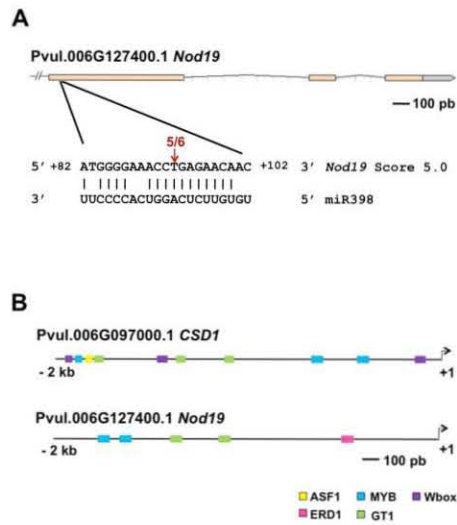 A
Pvul.006G127400.1 Nod19
100 pb
5/6
5' +82 ATGGGGAAACCTGAGAACAAC +102 3' Nod19 Score 5.0
3' UUCCCCACUGGACUCUUGUGU 5' miR398
B
Pvul.006G097000.1 CSD1
- 2 kb +1
Pvul.006G127400.1 Nod19
- 2 kb +1
100 pb
ASF1 MYB Wbox
ERD1 GT1